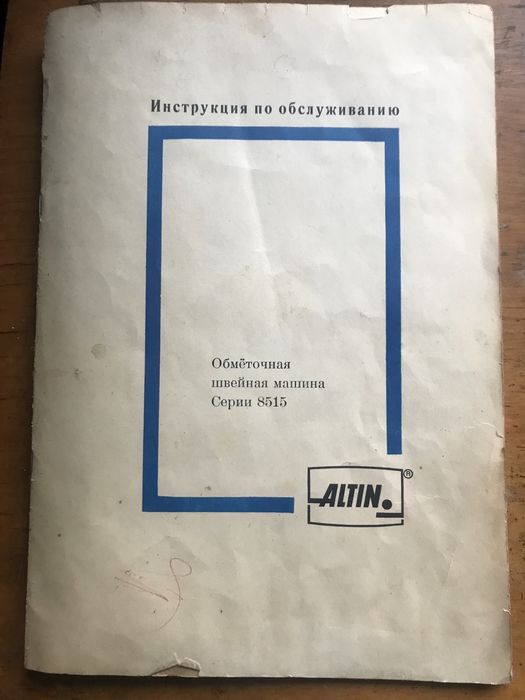 Инструкция по обслуживанию
Обмёточная
швейная машина
Серии 8515
ALTIN.®